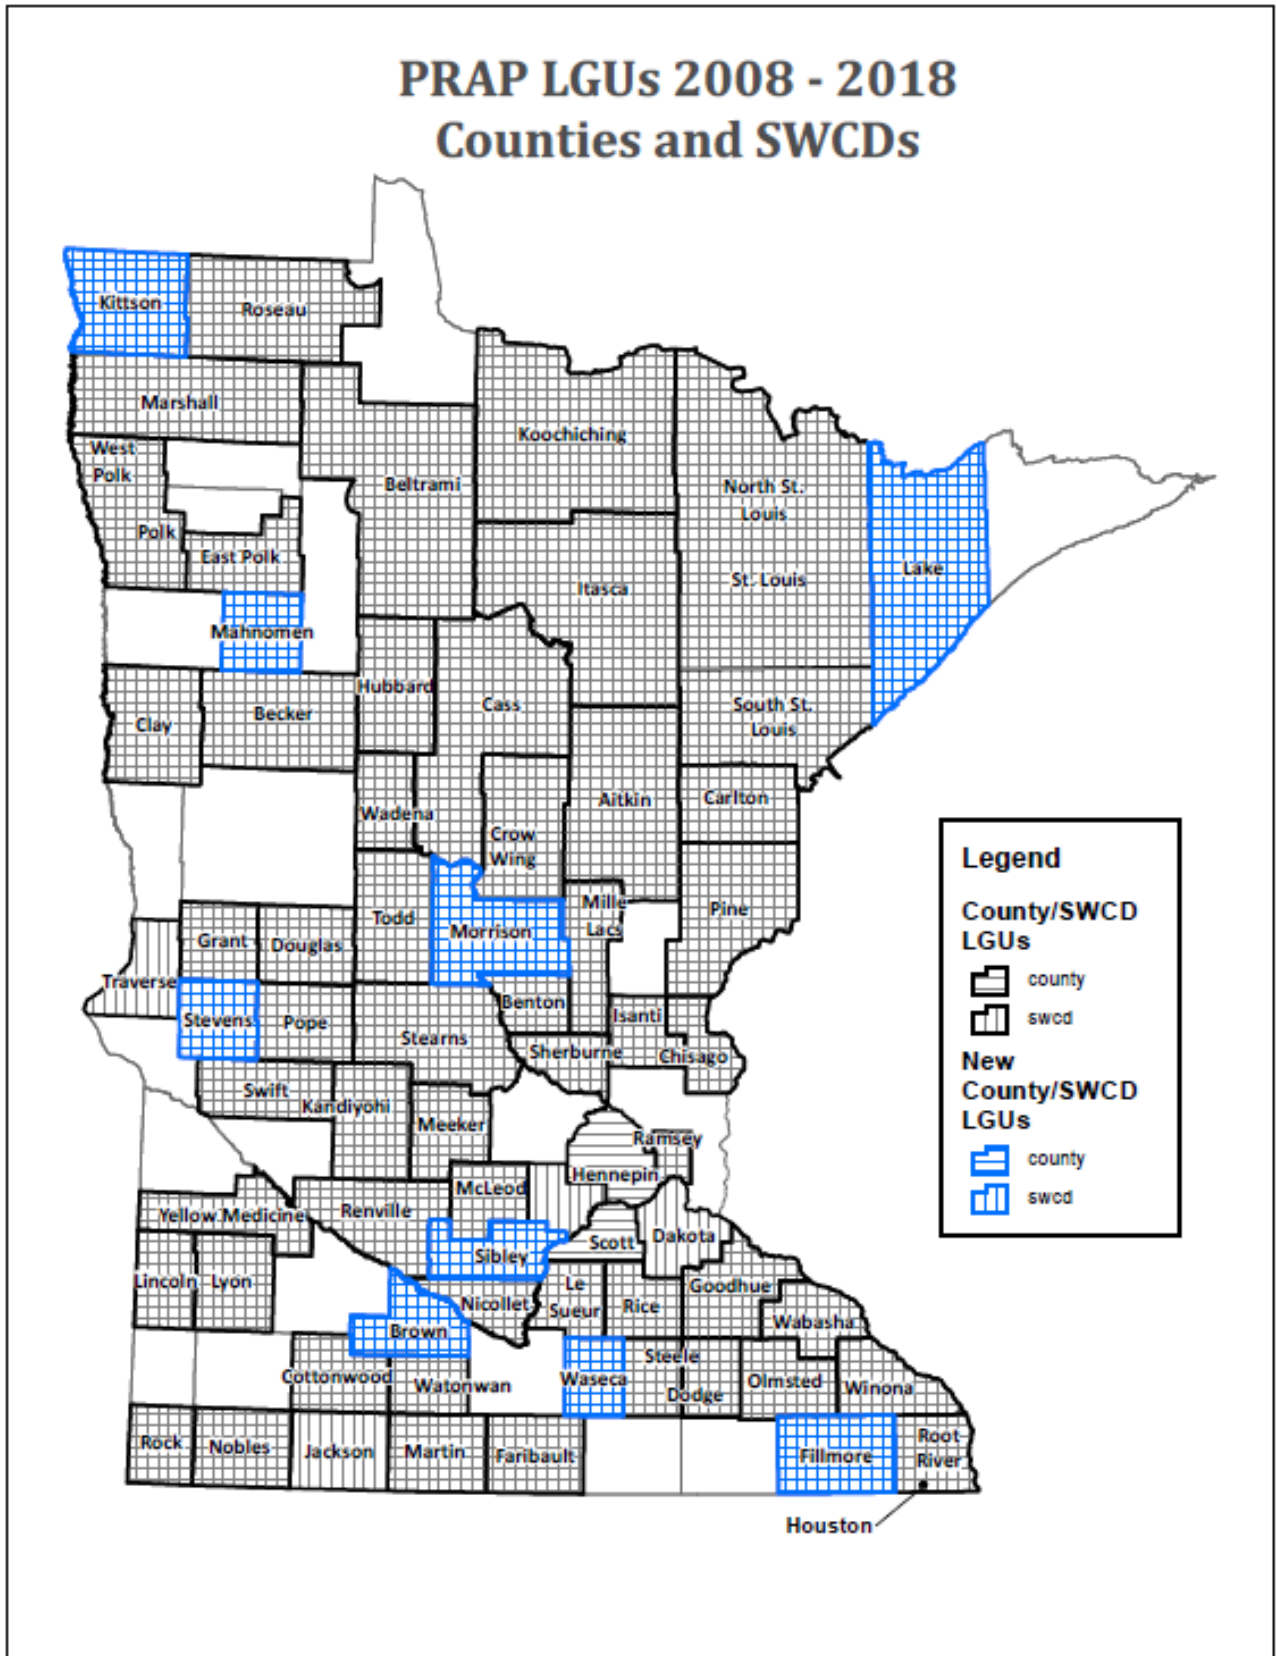 PRAP LGUs 2008 - 2018
Counties and SWCDs
Kittson
Roseau
Marshall
West
Polk
Polk
East Polk
Beltrami
Koochiching
North St.
Louis
St. Louis
Lake
Itasca
Mahnomen
Hubbard
Cass
South St.
Louis
Clay
Becker
Wadena
Crow
Wing
Aitkin
Carlton
Todd
Morrison
Mille
Lacs
Pine
Grant
Douglas
Traverse
Stevens
Pope
Stearns
Benton
Isanti
Sherburne
Chisago
Swift
Kandiyohi
Meeker
Ramsey
Hennepin
McLeod
Renville
Yellow Medicine
Scott
Dakota
Sibley
Lincoln
Lyon
Nicollet
Le
Sueur
Rice
Goodhue
Wabasha
Brown
Cottonwood
Watonwan
Waseca
Steele
Dodge
Olmsted
Winona
Rock
Nobles
Jackson
Martin
Faribault
Fillmore
Root
River
Houston
Legend
County/SWCD
LGUs
county
swcd
New
County/SWCD
LGUs
county
swcd